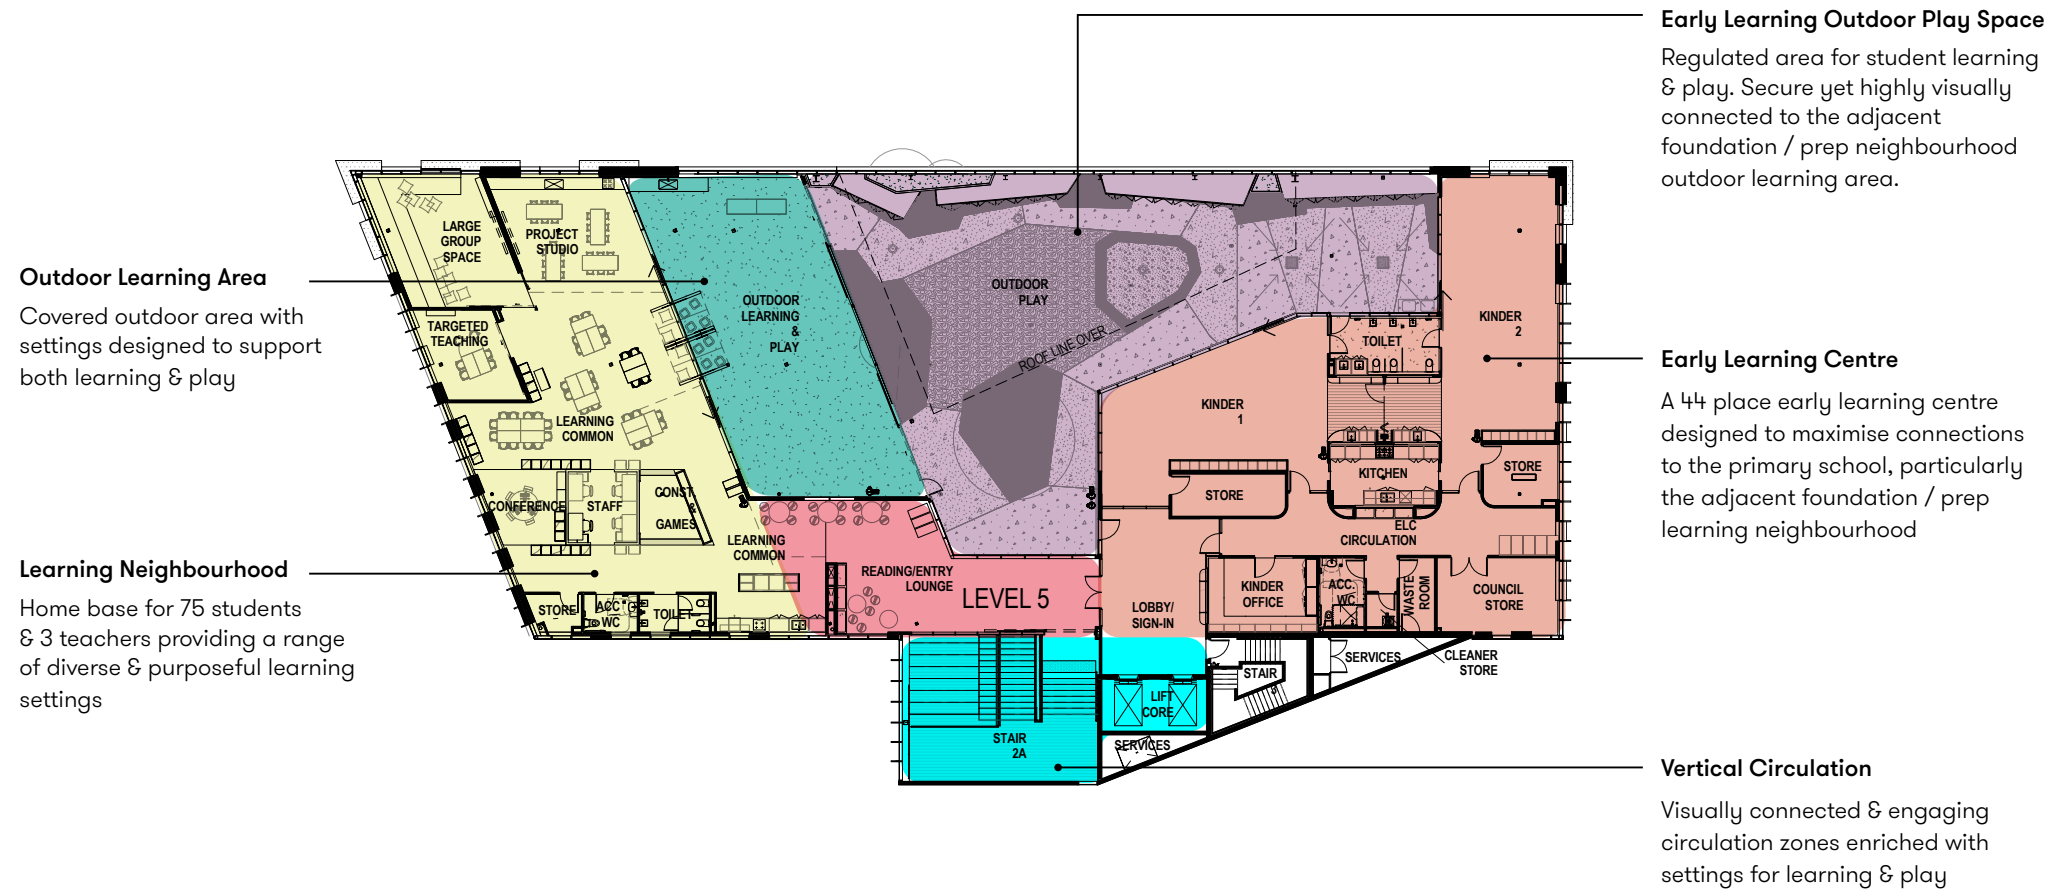 Early Learning Outdoor Play Space
Regulated area for student learning
& play. Secure yet highly visually
connected to the adjacent
foundation / prep neighbourhood
outdoor learning area.
Outdoor Learning Area
Covered outdoor area with
settings designed to support
both learning & play
Learning Neighbourhood
Home base for 75 students
& 3 teachers providing a range
of diverse & purposeful learning
settings
LARGE
GROUP
SPACE
PROJECT
STUDIO
TARGETED
TEACHING
LEARNING
COMMON
CONFERENCE
STAFF
CONST
&
GAMES
LEARNING
COMMON
STORE
ACC
WC
TOILET
OUTDOOR
LEARNING
&
PLAY
OUTDOOR
PLAY
ROOF LINE OVER
READING/ENTRY
LOUNGE
LEVEL 5
KINDER
1
KINDER
2
TOILET
KITCHEN
STORE
STORE
ELC
CIRCULATION
LOBBY/
SIGN-IN
KINDER
OFFICE
ACC.
WC
WASTE
ROOM
COUNCIL
STORE
STAIR
SERVICES
CLEANER
STORE
LIFT
CORE
STAIR
2A
SERVICES
Early Learning Centre
A 44 place early learning centre
designed to maximise connections
to the primary school, particularly
the adjacent foundation / prep
learning neighbourhood
Vertical Circulation
Visually connected & engaging
circulation zones enriched with
settings for learning & play